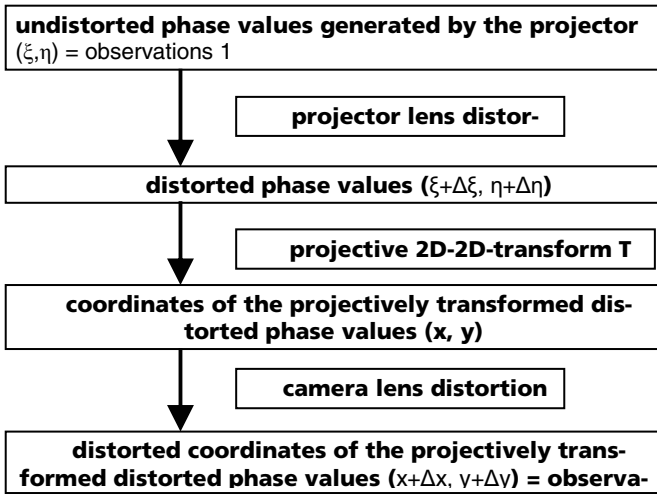 undistorted phase values generated by the projector
(ξ,η) = observations 1
projector lens distor-
distorted phase values (ξ+Δξ, η+Δη)
projective 2D-2D-transform T
coordinates of the projectively transformed dis-
torted phase values (x, y)
camera lens distortion
distorted coordinates of the projectively trans-
formed distorted phase values (x+Δx, y+Δy) = observa-